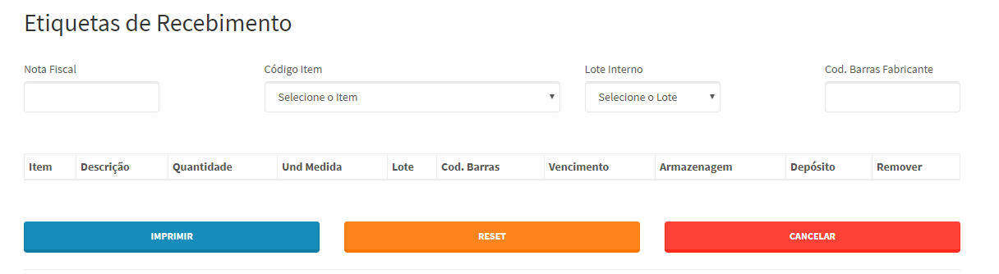 Etiquetas de Recebimento
Nota Fiscal Código Item Lote Interno Cod. Barras Fabricante
Selecione o Item Selecione o Lote
Item Descrição Quantidade Und Medida Lote Cod. Barras Vencimento Armazenagem Depósito Remover
IMPRIMIR RESET CANCELAR